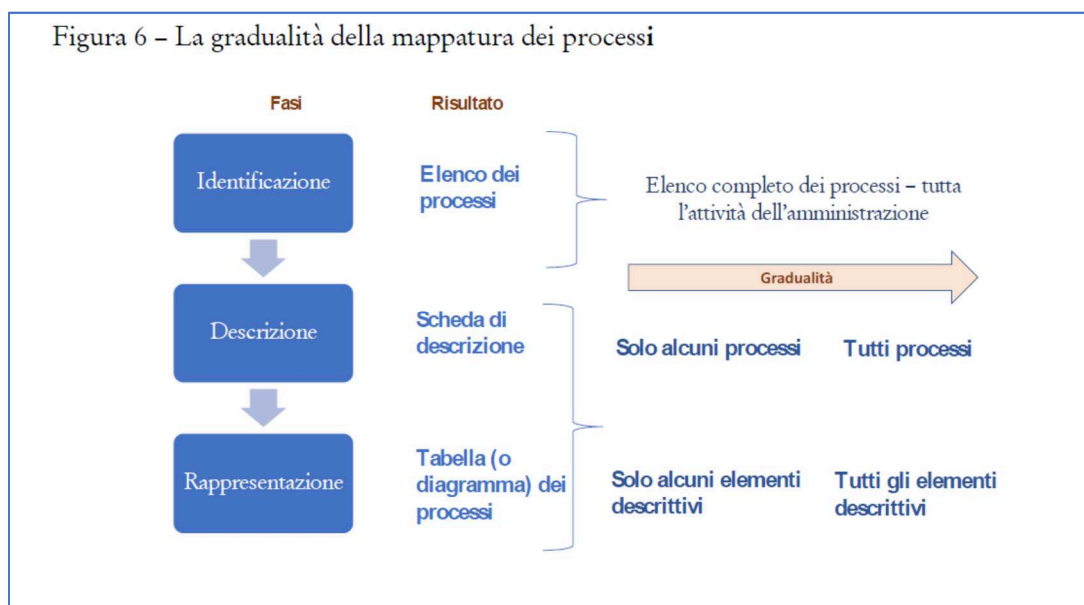 Figura 6 – La gradualità della mappatura dei processi
Fasi
Risultato
Identificazione
Elenco dei
processi
Elenco completo dei processi – tutta
l'attività dell'amministrazione
Gradualità
Descrizione
Scheda di
descrizione
Solo alcuni processi
Tutti processi
Rappresentazione
Tabella (o
diagramma) dei
processi
Solo alcuni elementi
descrittivi
Tutti gli elementi
descrittivi